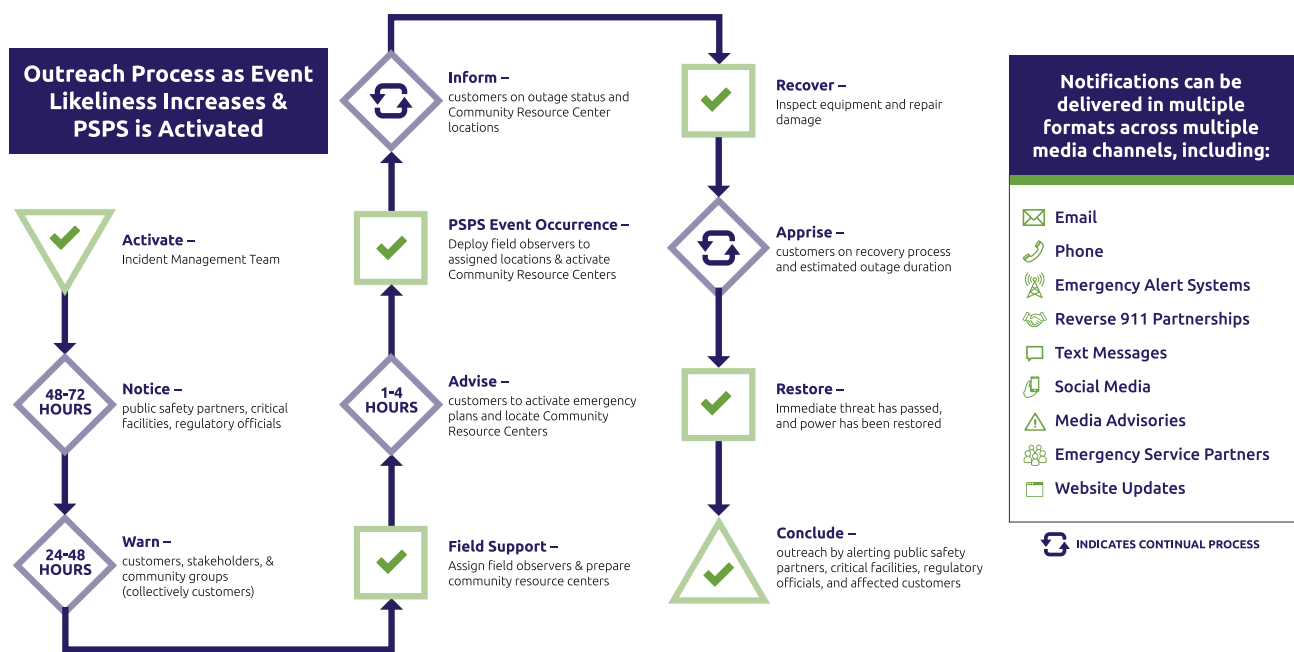 Outreach Process as Event
Likeliness Increases &
PSPS is Activated
Activate –
Incident Management Team
48-72
HOURS
Notice –
public safety partners, critical
facilities, regulatory officials
24-48
HOURS
Warn –
customers, stakeholders, &
community groups
(collectively customers)
Field Support –
Assign field observers & prepare
community resource centers
1-4
HOURS
Advise –
customers to activate emergency
plans and locate Community
Resource Centers
PSPS Event Occurrence –
Deploy field observers to
assigned locations & activate
Community Resource Centers
Inform –
customers on outage status and
Community Resource Center
locations
Recover –
Inspect equipment and repair
damage
Apprise –
customers on recovery process
and estimated outage duration
Restore –
Immediate threat has passed,
and power has been restored
Conclude –
outreach by alerting public safety
partners, critical facilities, regulatory
officials, and affected customers
Notifications can be
delivered in multiple
formats across multiple
media channels, including:
Email
Phone
Emergency Alert Systems
Reverse 911 Partnerships
Text Messages
Social Media
Media Advisories
Emergency Service Partners
Website Updates
INDICATES CONTINUAL PROCESS